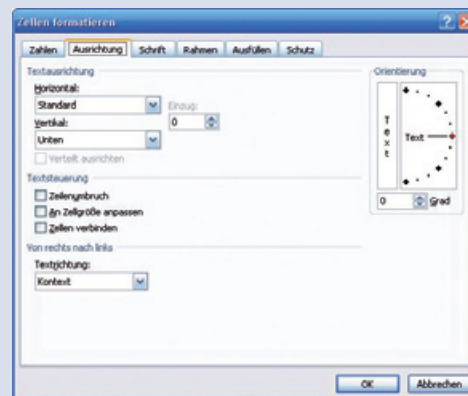 Zellen formatieren
Zahlen Ausrichtung Schrift Rahmen Ausfüllen Schutz
Textausrichtung
Horizontal:
Standard
Einzug:
Vertikal:
0
Unten
Verteilt ausrichten
Textsteuerung
Zeilenumbruch
An Zellgröße anpassen
Zellen verbinden
Von rechts nach links
Textrichtung:
Kontext
Orientierung
Text
Text
0 Grad
OK Abbrechen